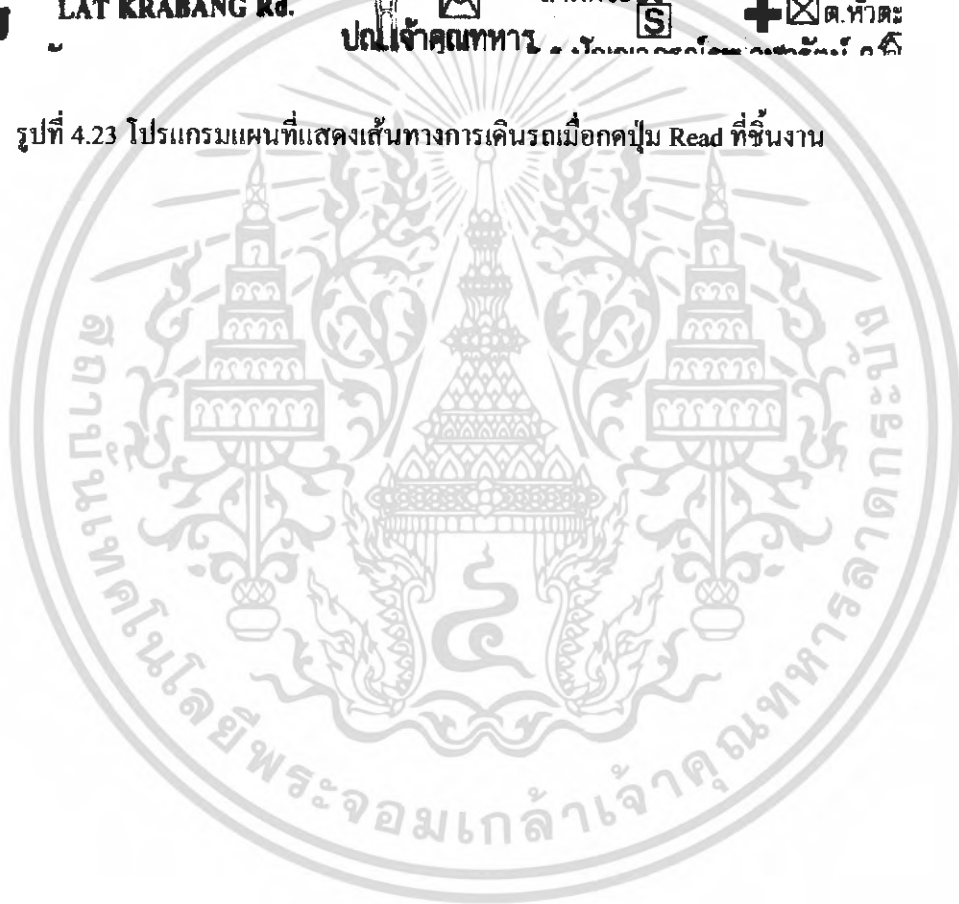 LAT KRABANG Rd.
S
ต.หัวตะ
ปณ.เจ้าคุณทหาร
รูปที่ 4.23 โปรแกรมแผนที่แสดงเส้นทางการเดินรถเมื่อกดปุ่ม Read ที่ชิ้นงาน
สถาบันเทคโนโลยีพระจอมเกล้าเจ้าคุณทหารลาดกระบัง